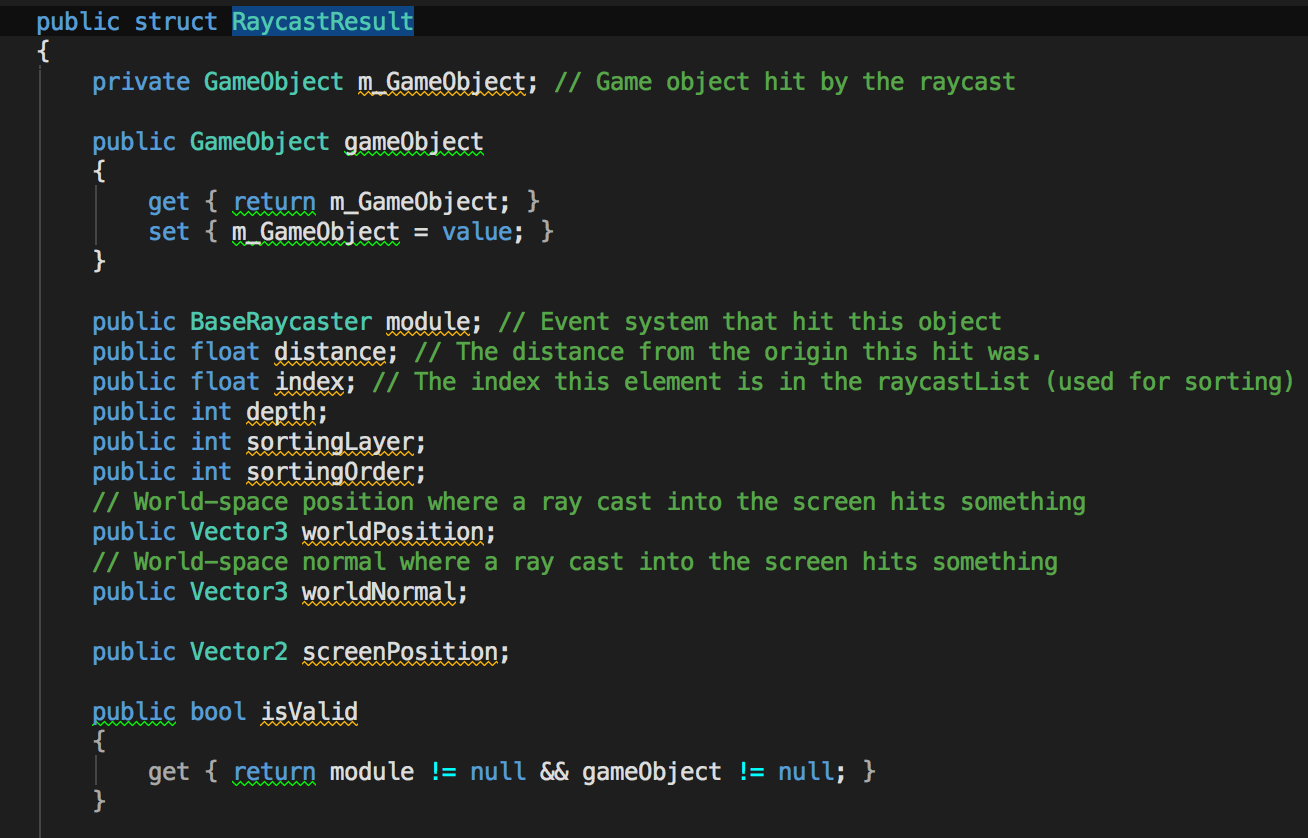 public struct RaycastResult
{
private GameObject m_GameObject; // Game object hit by the raycast
public GameObject gameObject
{
get { return m_GameObject; }
set { m_GameObject = value; }
}
public BaseRaycaster module; // Event system that hit this object
public float distance; // The distance from the origin this hit was.
public float index; // The index this element is in the raycastList (used for sorting)
public int depth;
public int sortingLayer;
public int sortingOrder;
// World-space position where a ray cast into the screen hits something
public Vector3 worldPosition;
// World-space normal where a ray cast into the screen hits something
public Vector3 worldNormal;
public Vector2 screenPosition;
public bool isValid
{
get { return module != null && gameObject != null; }
}